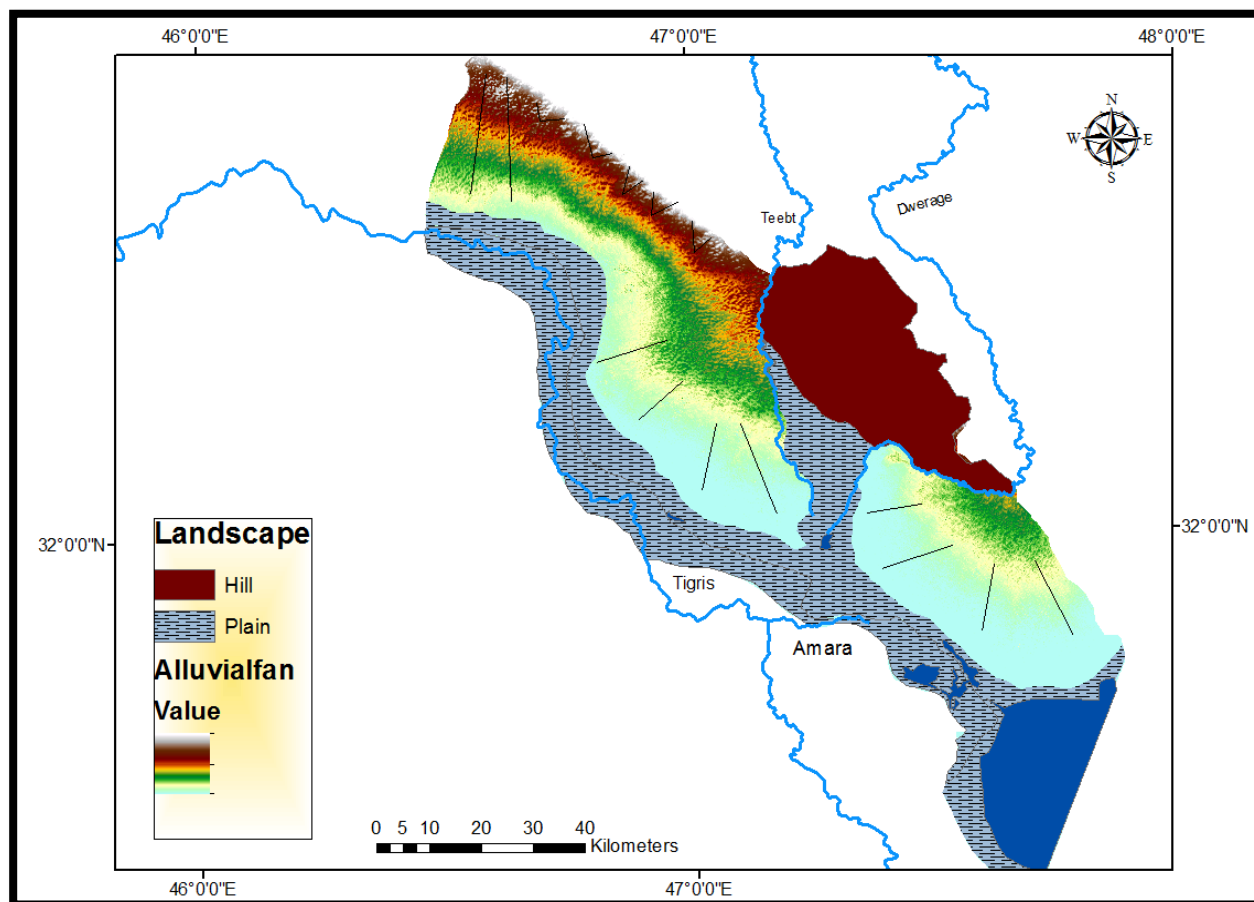 46°0'0"E
47°0'0"E
48°0'0"E
N
W
E
S
Teebt
Dwerage
32°0'0"N
32°0'0"N
Landscape
Hill
Plain
Alluvialfan
Value
Tigris
Amara
0 5 10 20 30 40
Kilometers
46°0'0"E
47°0'0"E